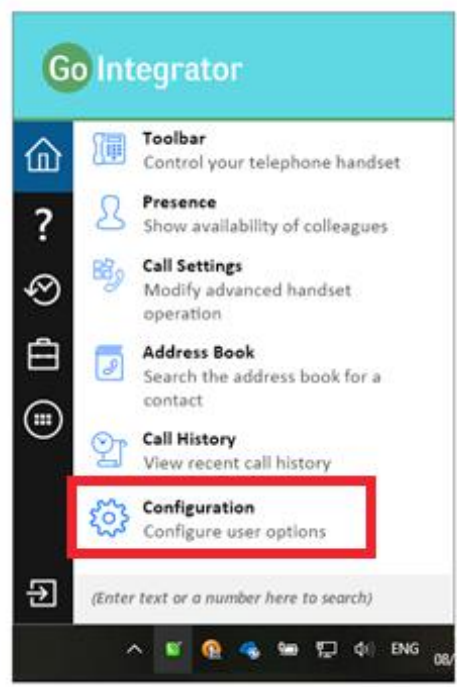 Go Integrator
Toolbar
Control your telephone handset
Presence
Show availability of colleagues
?
Call Settings
Modify advanced handset
operation
Address Book
Search the address book for a
contact
Call History
View recent call history
Configuration
Configure user options
(Enter text or a number here to search)
ENG
08/